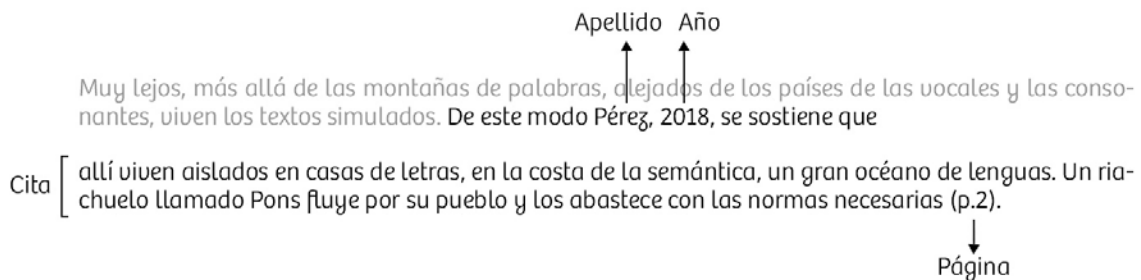 Apellido Año
Muy lejos, más allá de las montañas de palabras, alejados de los países de las vocales y las conso-
nantes, viven los textos simulados. De este modo Pérez, 2018, se sostiene que
Cita
allí viven aislados en casas de letras, en la costa de la semántica, un gran océano de lenguas. Un ria-
chuelo llamado Pons fluye por su pueblo y los abastece con las normas necesarias (p.2).
Página